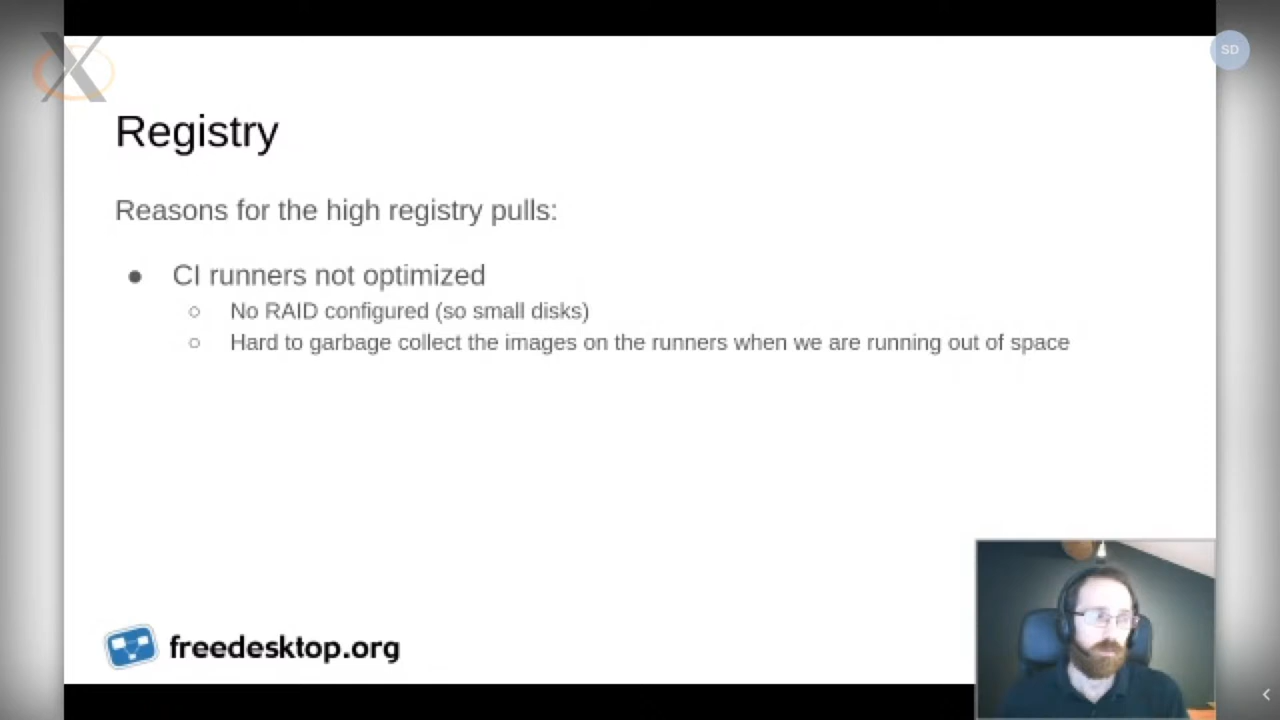 X
SD
Registry
Reasons for the high registry pulls:
● CI runners not optimized
○ No RAID configured (so small disks)
○ Hard to garbage collect the images on the runners when we are running out of space
freedesktop.org